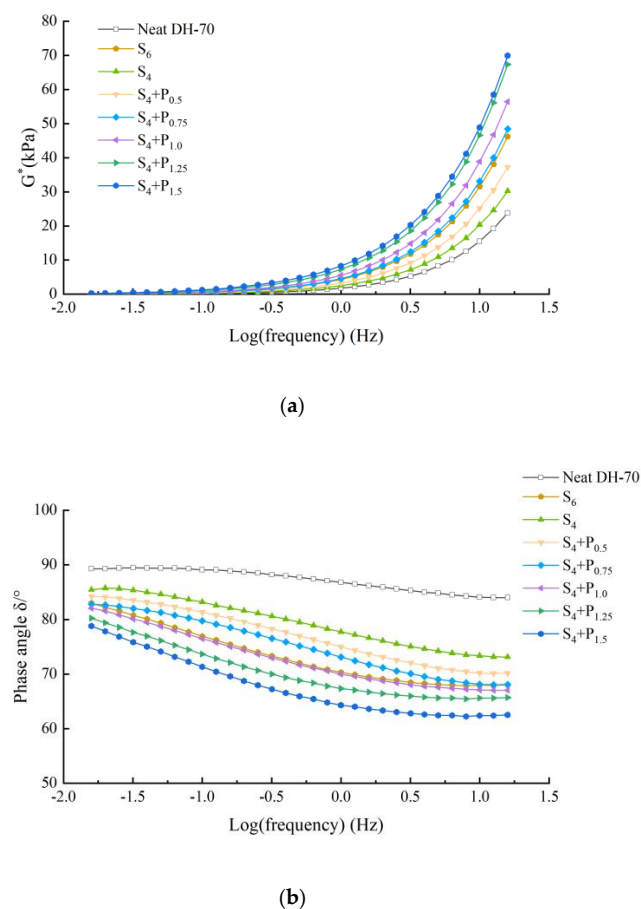 Neat DH-70
S6
S4
S4+P0.5
S4+P0.75
S4+P1.0
S4+P1.25
S4+P1.5
80
70
60
50
40
30
20
10
0
G*(kPa)
-2.0 -1.5 -1.0 -0.5 0.0 0.5 1.0 1.5
Log(frequency) (Hz)
(a)
Neat DH-70
S6
S4
S4+P0.5
S4+P0.75
S4+P1.0
S4+P1.25
S4+P1.5
100
90
80
70
60
50
Phase angle δ/°
-2.0 -1.5 -1.0 -0.5 0.0 0.5 1.0 1.5
Log(frequency) (Hz)
(b)